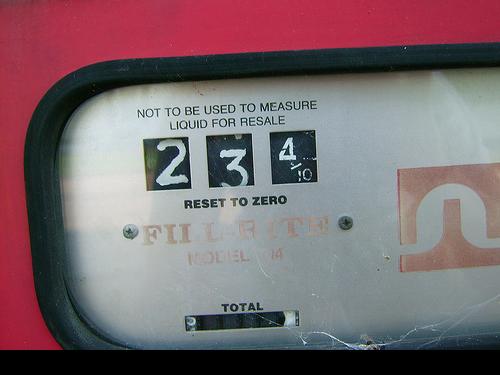 NOT TO BE USED TO MEASURE
LIQUID FOR RESALE
2 3 4/10
RESET TO ZERO
FILL-RITE
MODEL
TOTAL